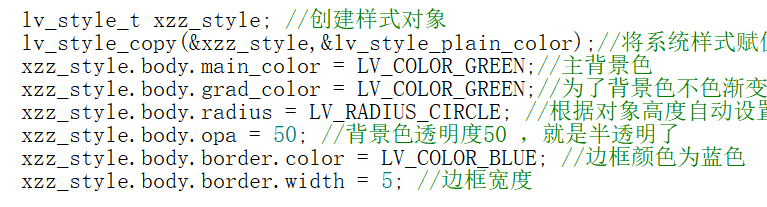 lv_style_t xzz_style; //创建样式对象
lv_style_copy(&xzz_style,&lv_style_plain_color);//将系统样式赋值
xzz_style.body.main_color = LV_COLOR_GREEN;//主背景色
xzz_style.body.grad_color = LV_COLOR_GREEN;//为了背景色不色渐变
xzz_style.body.radius = LV_RADIUS_CIRCLE; //根据对象高度自动设置
xzz_style.body.opa = 50; //背景色透明度50 ，就是半透明了
xzz_style.body.border.color = LV_COLOR_BLUE; //边框颜色为蓝色
xzz_style.body.border.width = 5; //边框宽度